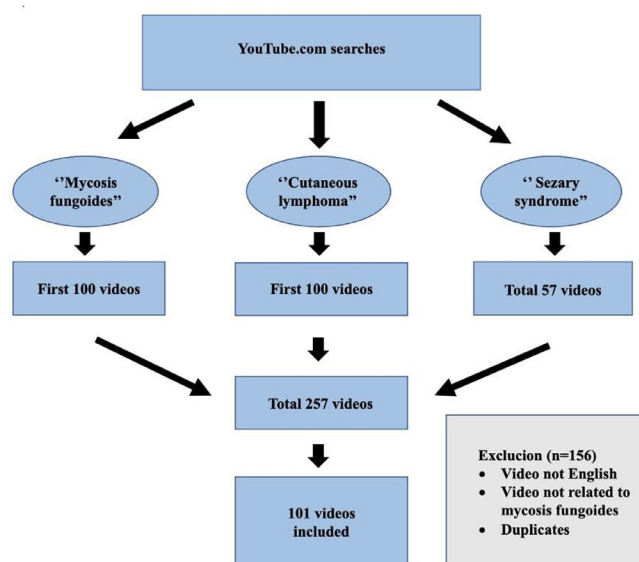 YouTube.com searches
‘’Mycosis
fungoides’’
‘’Cutaneous
lymphoma’’
‘’ Sezary
syndrome’’
First 100 videos
First 100 videos
Total 57 videos
Total 257 videos
101 videos
included
Exclucion (n=156)
• Video not English
• Video not related to
mycosis fungoides
• Duplicates